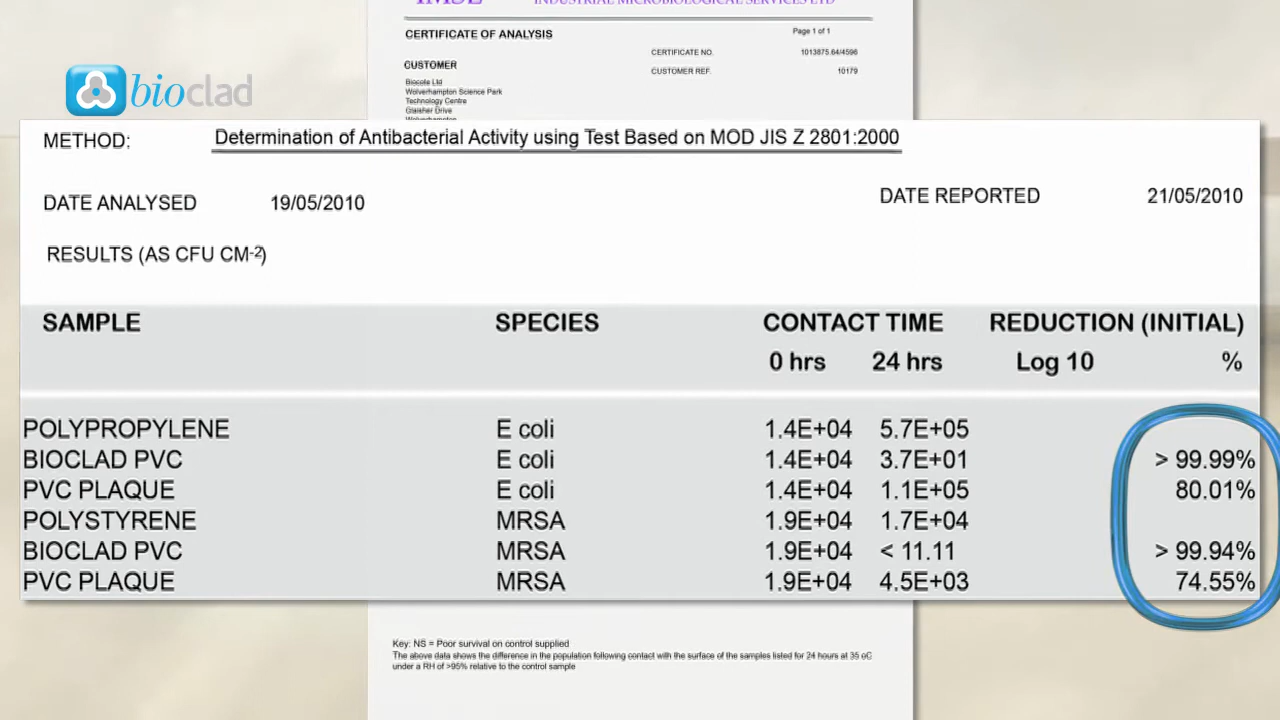 IMSL INDUSTRIAL MICROBIOLOGICAL SERVICES LTD
Page 1 of 1
CERTIFICATE OF ANALYSIS
CERTIFICATE NO. 1013875.64/4596
CUSTOMER
CUSTOMER REF. 10179
bioclad
Biocote Ltd
Wolverhampton Science Park
Technology Centre
Glaisher Drive
Wolverhampton
METHOD: Determination of Antibacterial Activity using Test Based on MOD JIS Z 2801:2000
DATE ANALYSED 19/05/2010 DATE REPORTED 21/05/2010
RESULTS (AS CFU CM-2)
SAMPLE SPECIES CONTACT TIME REDUCTION (INITIAL)
0 hrs 24 hrs Log 10 %
POLYPROPYLENE E coli 1.4E+04 5.7E+05
BIOCLAD PVC E coli 1.4E+04 3.7E+01 > 99.99%
PVC PLAQUE E coli 1.4E+04 1.1E+05 80.01%
POLYSTYRENE MRSA 1.9E+04 1.7E+04
BIOCLAD PVC MRSA 1.9E+04 < 11.11 > 99.94%
PVC PLAQUE MRSA 1.9E+04 4.5E+03 74.55%
Key: NS = Poor survival on control supplied
The above data shows the difference in the population following contact with the surface of the samples listed for 24 hours at 35 oC
under a RH of >95% relative to the control sample